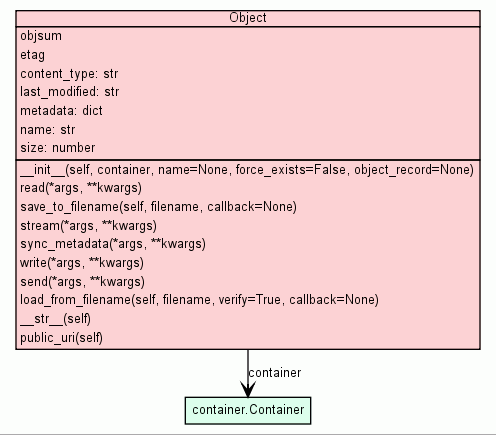 Object
objsum
etag
content_type: str
last_modified: str
metadata: dict
name: str
size: number
__init__(self, container, name=None, force_exists=False, object_record=None)
read(*args, **kwargs)
save_to_filename(self, filename, callback=None)
stream(*args, **kwargs)
sync_metadata(*args, **kwargs)
write(*args, **kwargs)
send(*args, **kwargs)
load_from_filename(self, filename, verify=True, callback=None)
__str__(self)
public_uri(self)
container
container.Container